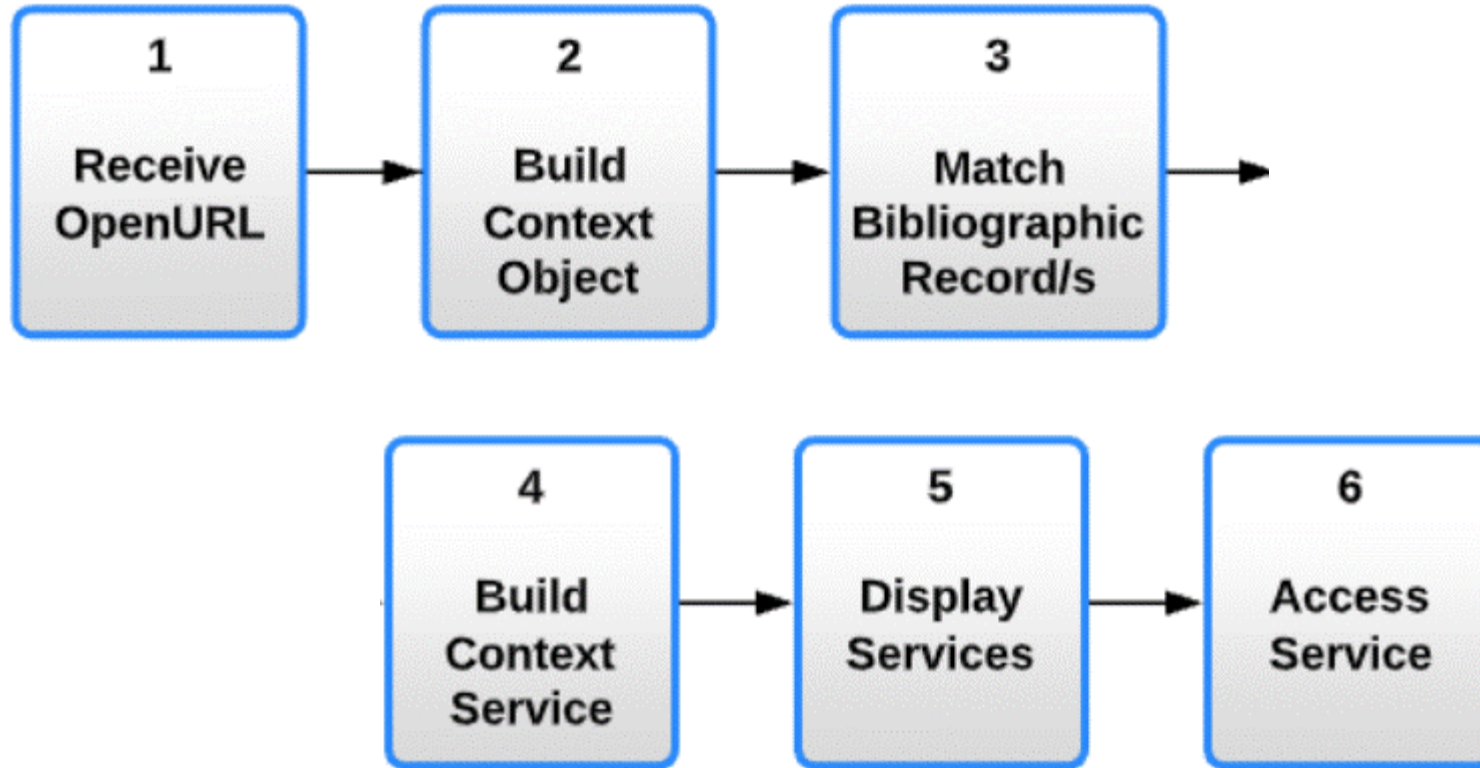 1
Receive
OpenURL
2
Build
Context
Object
3
Match
Bibliographic
Record/s
4
Build
Context
Service
5
Display
Services
6
Access
Service